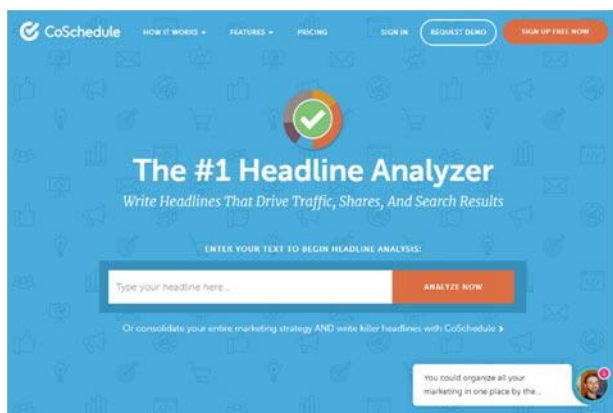 CoSchedule HOW IT WORKS FEATURES PRICING SIGN IN REQUEST DEMO SIGN UP FREE NOW
The #1 Headline Analyzer
Write Headlines That Drive Traffic, Shares, And Search Results
ENTER YOUR TEXT TO BEGIN HEADLINE ANALYSIS:
Type your headline here... ANALYZE NOW
Or consolidate your entire marketing strategy AND write killer headlines with CoSchedule
You could organize all your
marketing in one place by the...
1